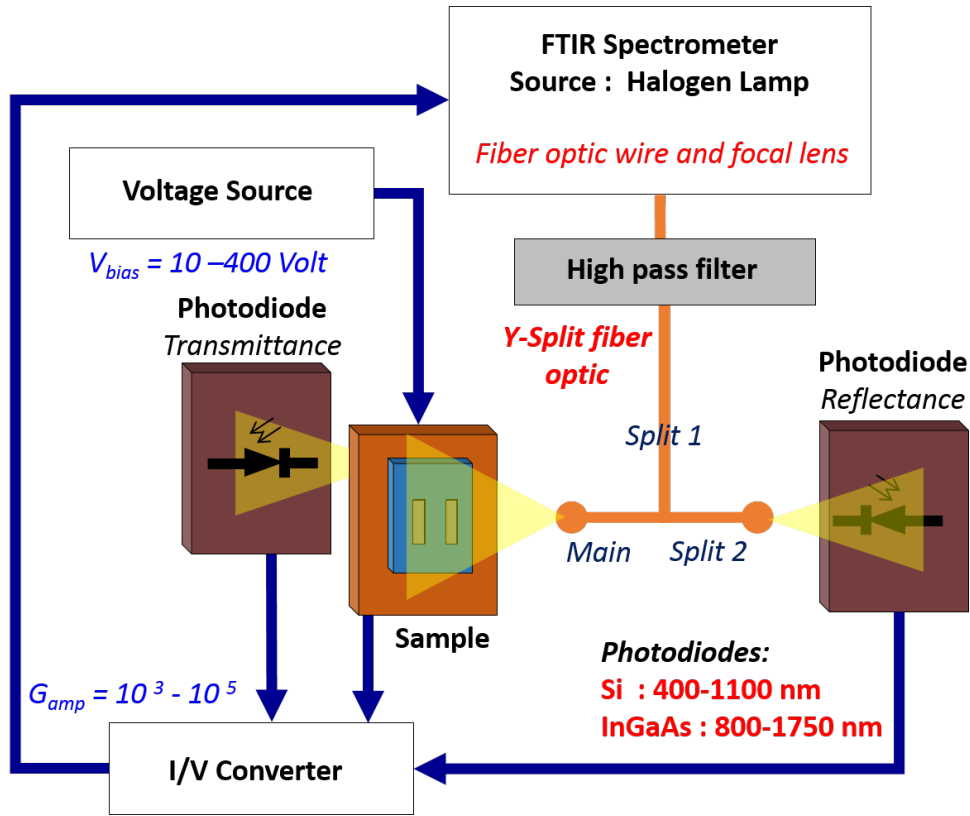 FTIR Spectrometer
Source :  Halogen Lamp
Fiber optic wire and focal lens
Voltage Source
V_bias = 10 –400 Volt
High pass filter
Photodiode
Transmittance
Y-Split fiber
optic
Photodiode
Reflectance
Split 1
Main
Split 2
Sample
Photodiodes:
Si  : 400-1100 nm
InGaAs : 800-1750 nm
G_amp = 10^3 - 10^5
I/V Converter